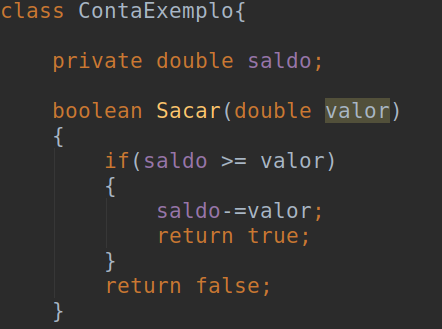 class ContaExemplo{
private double saldo;
boolean Sacar(double valor)
{
if(saldo >= valor)
{
saldo-=valor;
return true;
}
return false;
}